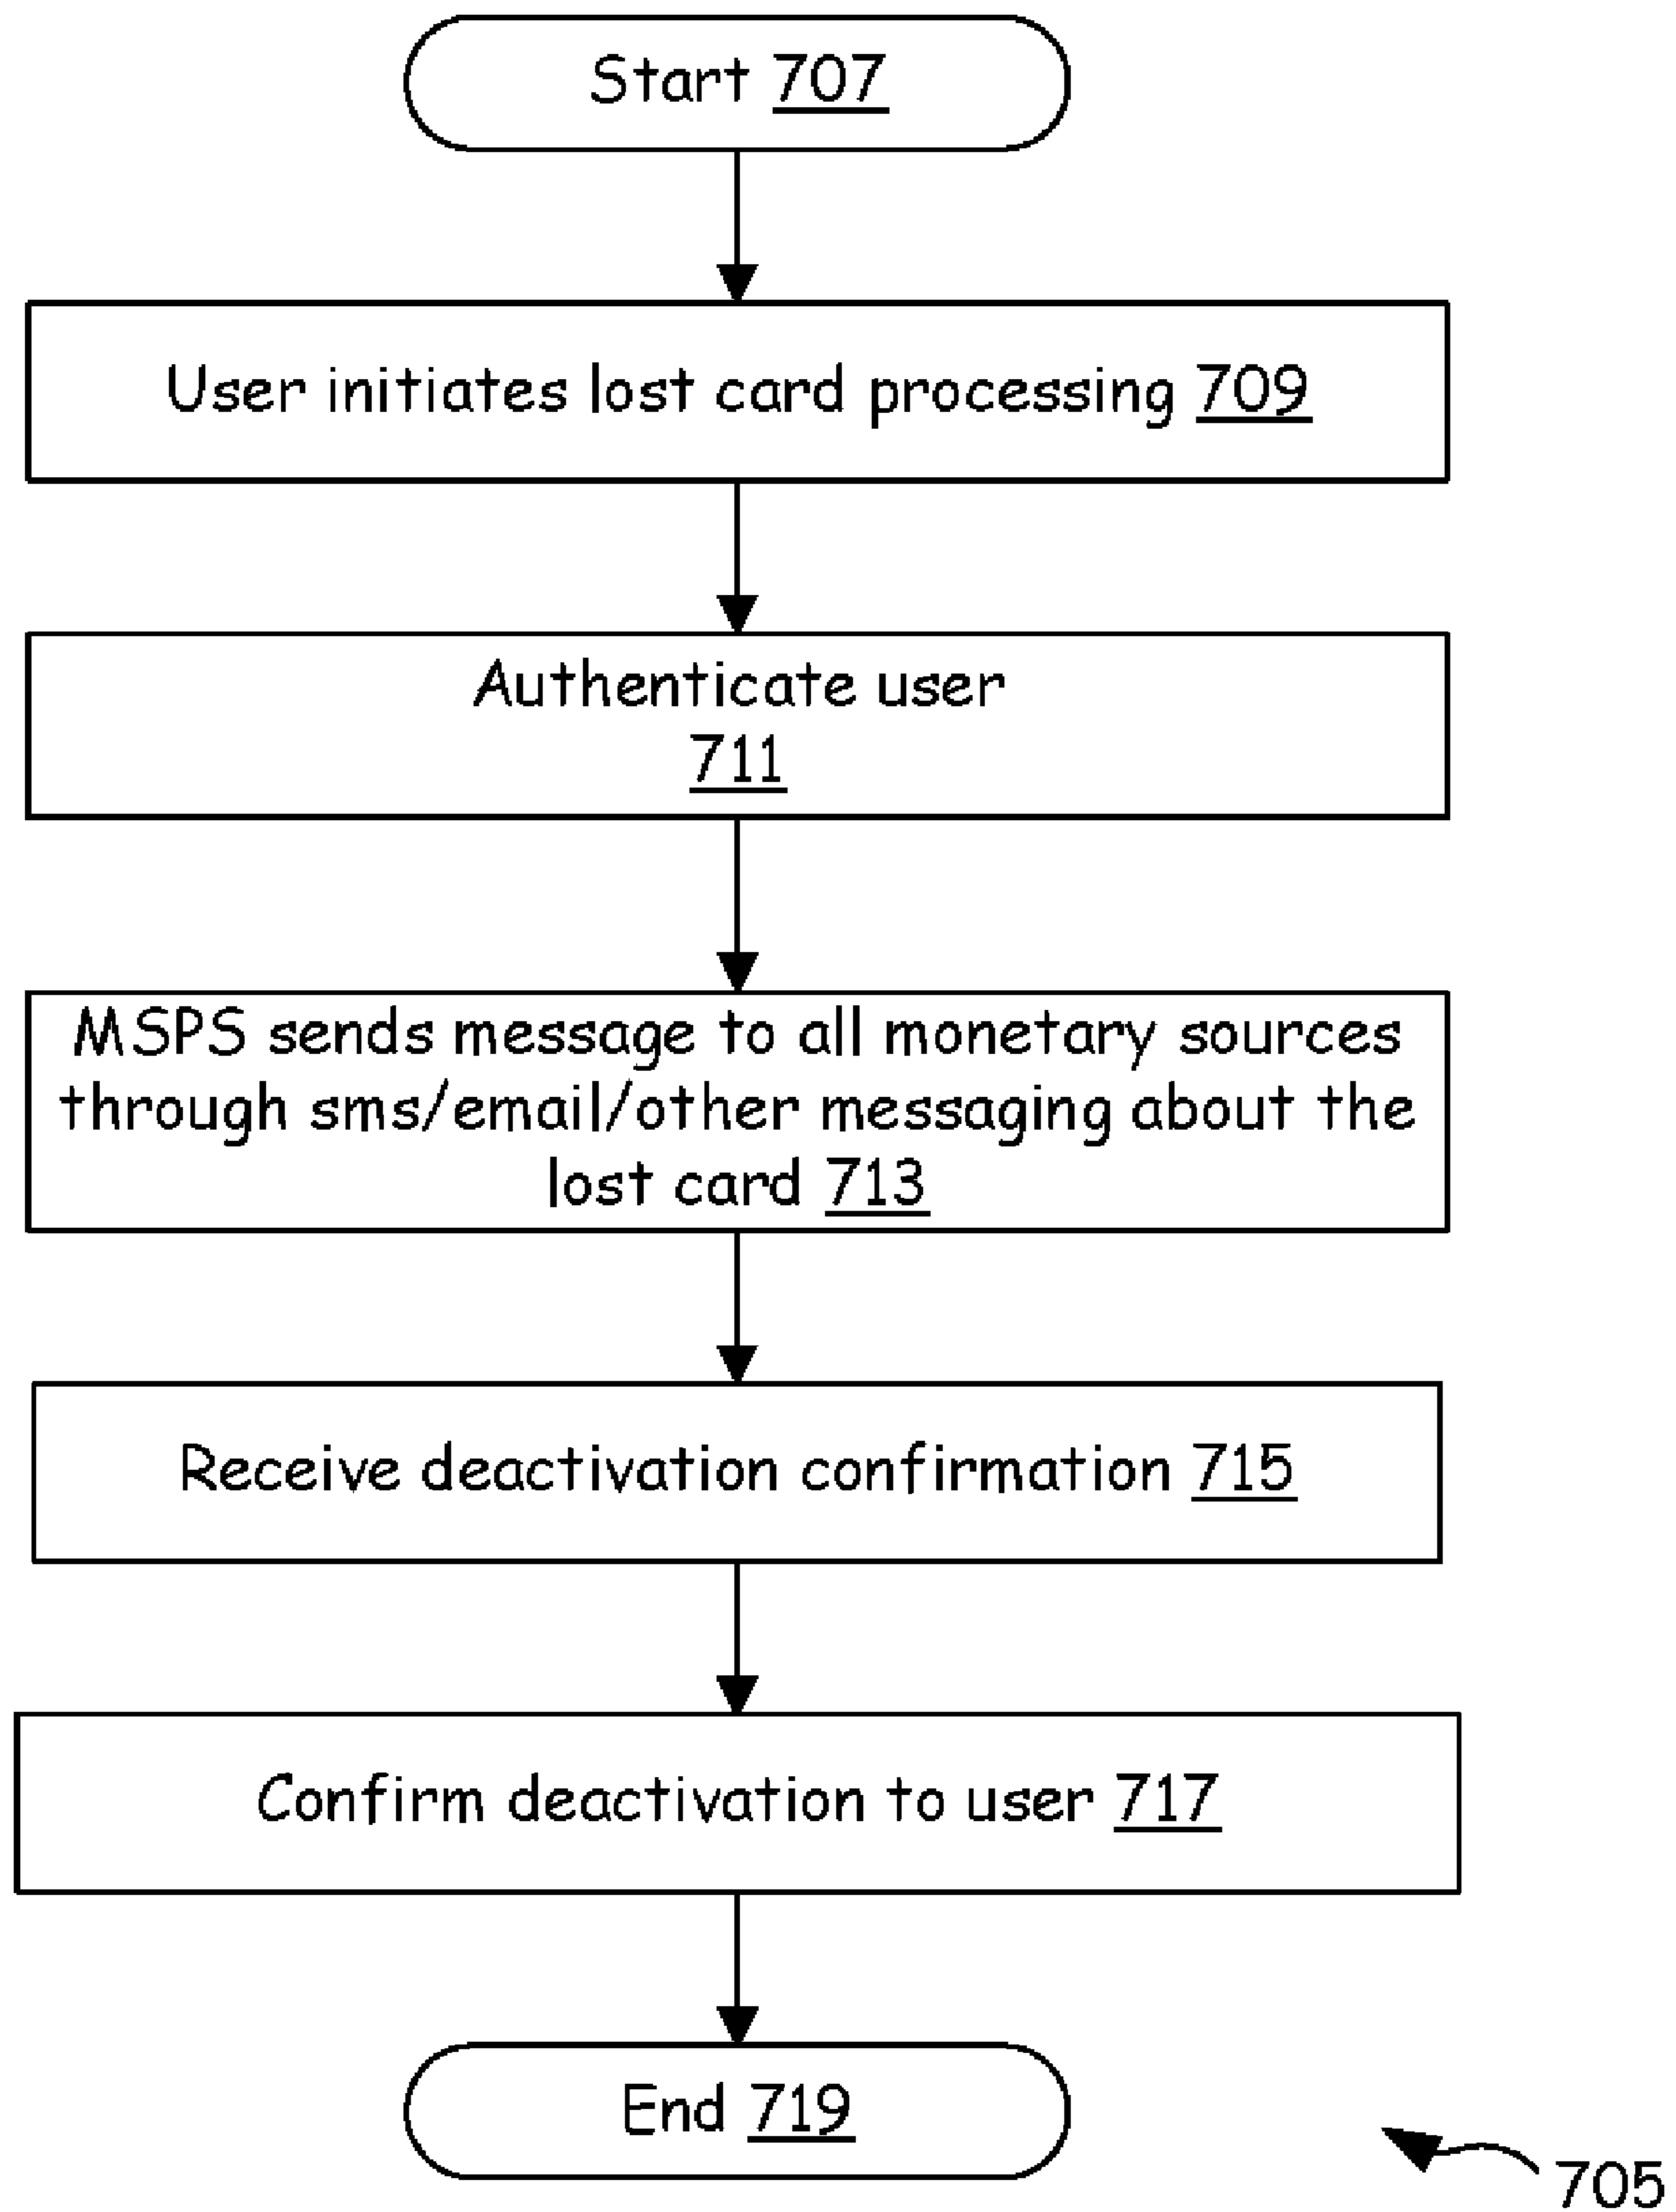 Start 707
User initiates lost card processing 709
Authenticate user
711
MSPS sends message to all monetary sources
through sms/email/other messaging about the
lost card 713
Receive deactivation confirmation 715
Confirm deactivation to user 717
End 719
705